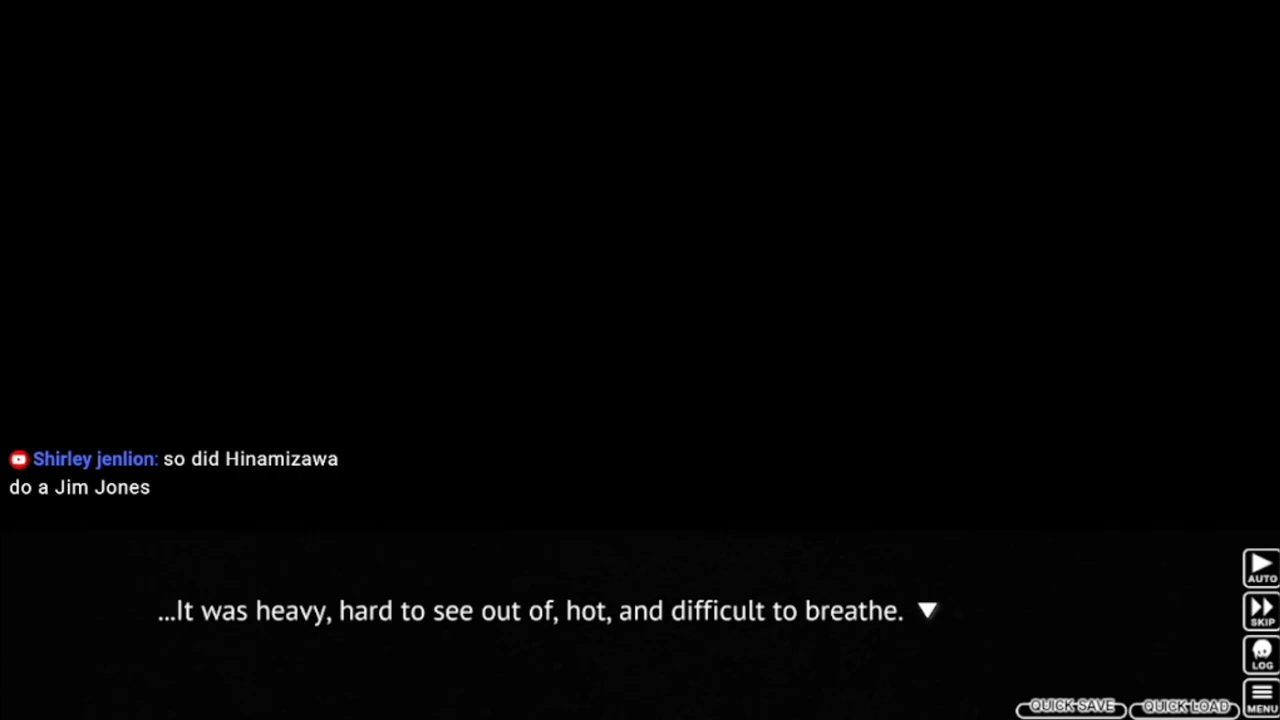 Shirley jenlion: so did Hinamizawa
do a Jim Jones
...It was heavy, hard to see out of, hot, and difficult to breathe.
AUTO
SKIP
LOG
MENU
QUICK SAVE QUICK LOAD